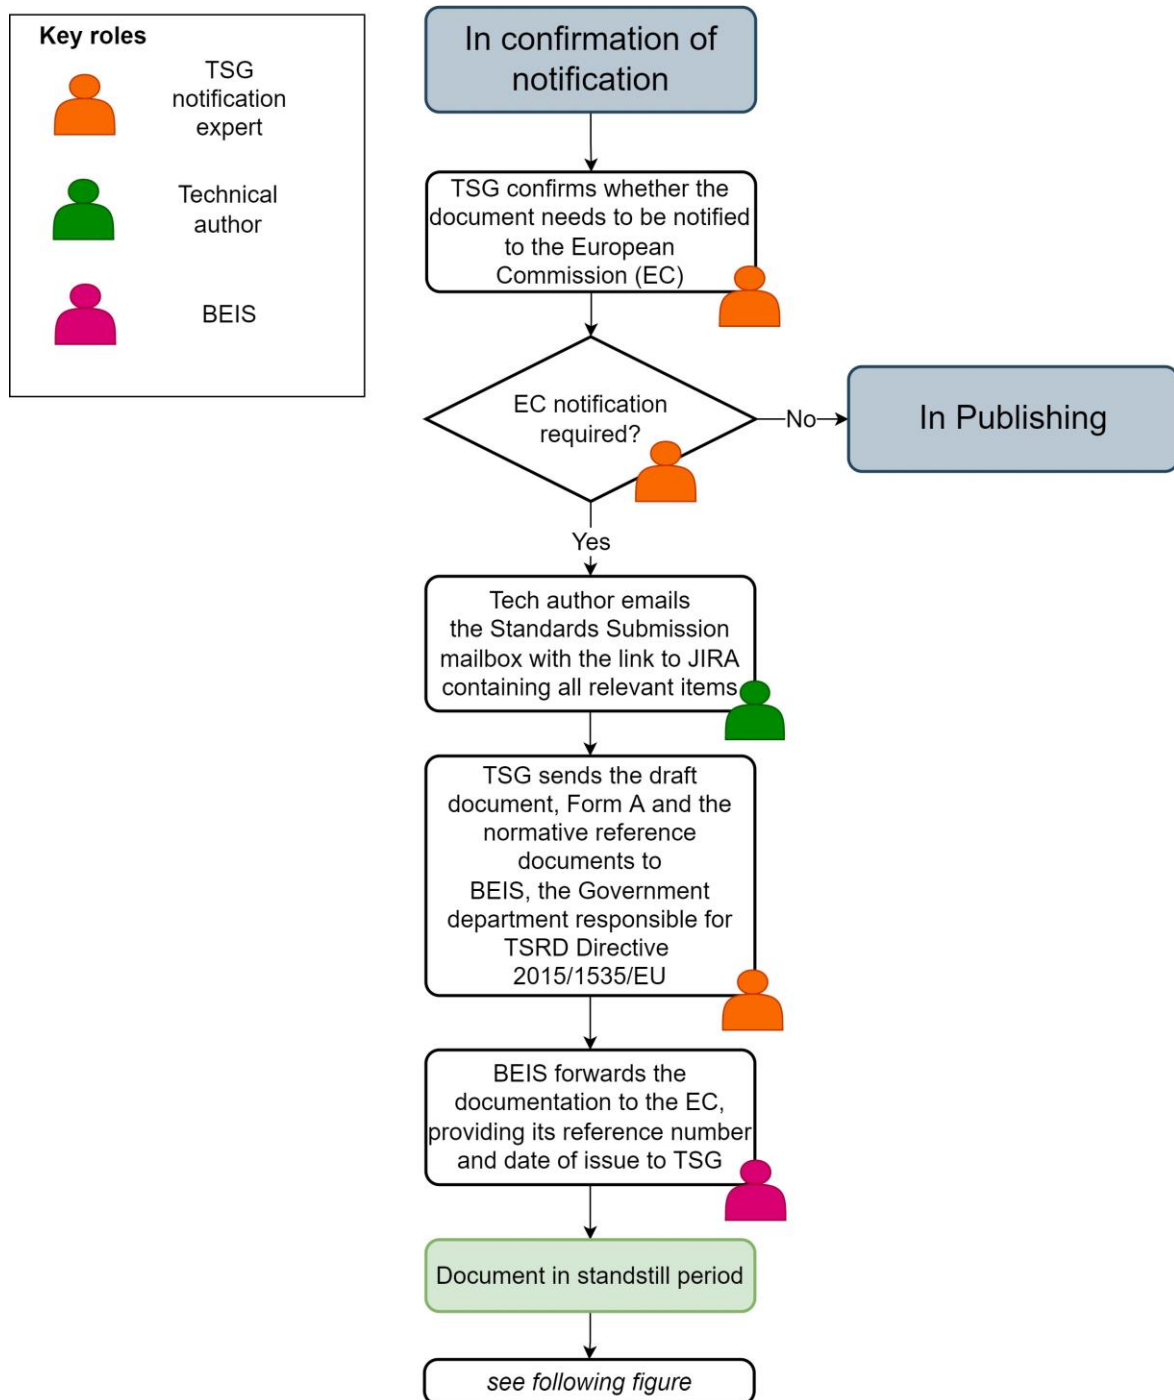 Key roles
TSG
notification
expert
Technical
author
BEIS
In confirmation of
notification
TSG confirms whether the
document needs to be notified
to the European
Commission (EC)
EC notification
required?
No
In Publishing
Yes
Tech author emails
the Standards Submission
mailbox with the link to JIRA
containing all relevant items
TSG sends the draft
document, Form A and the
normative reference
documents to
BEIS, the Government
department responsible for
TSRD Directive
2015/1535/EU
BEIS forwards the
documentation to the EC,
providing its reference number
and date of issue to TSG
Document in standstill period
see following figure